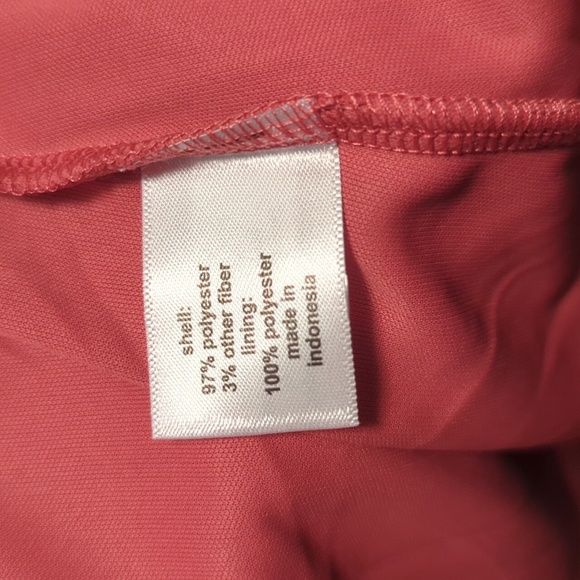 shell:
97% polyester
3% other fiber
lining:
100% polyester
made in
indonesia